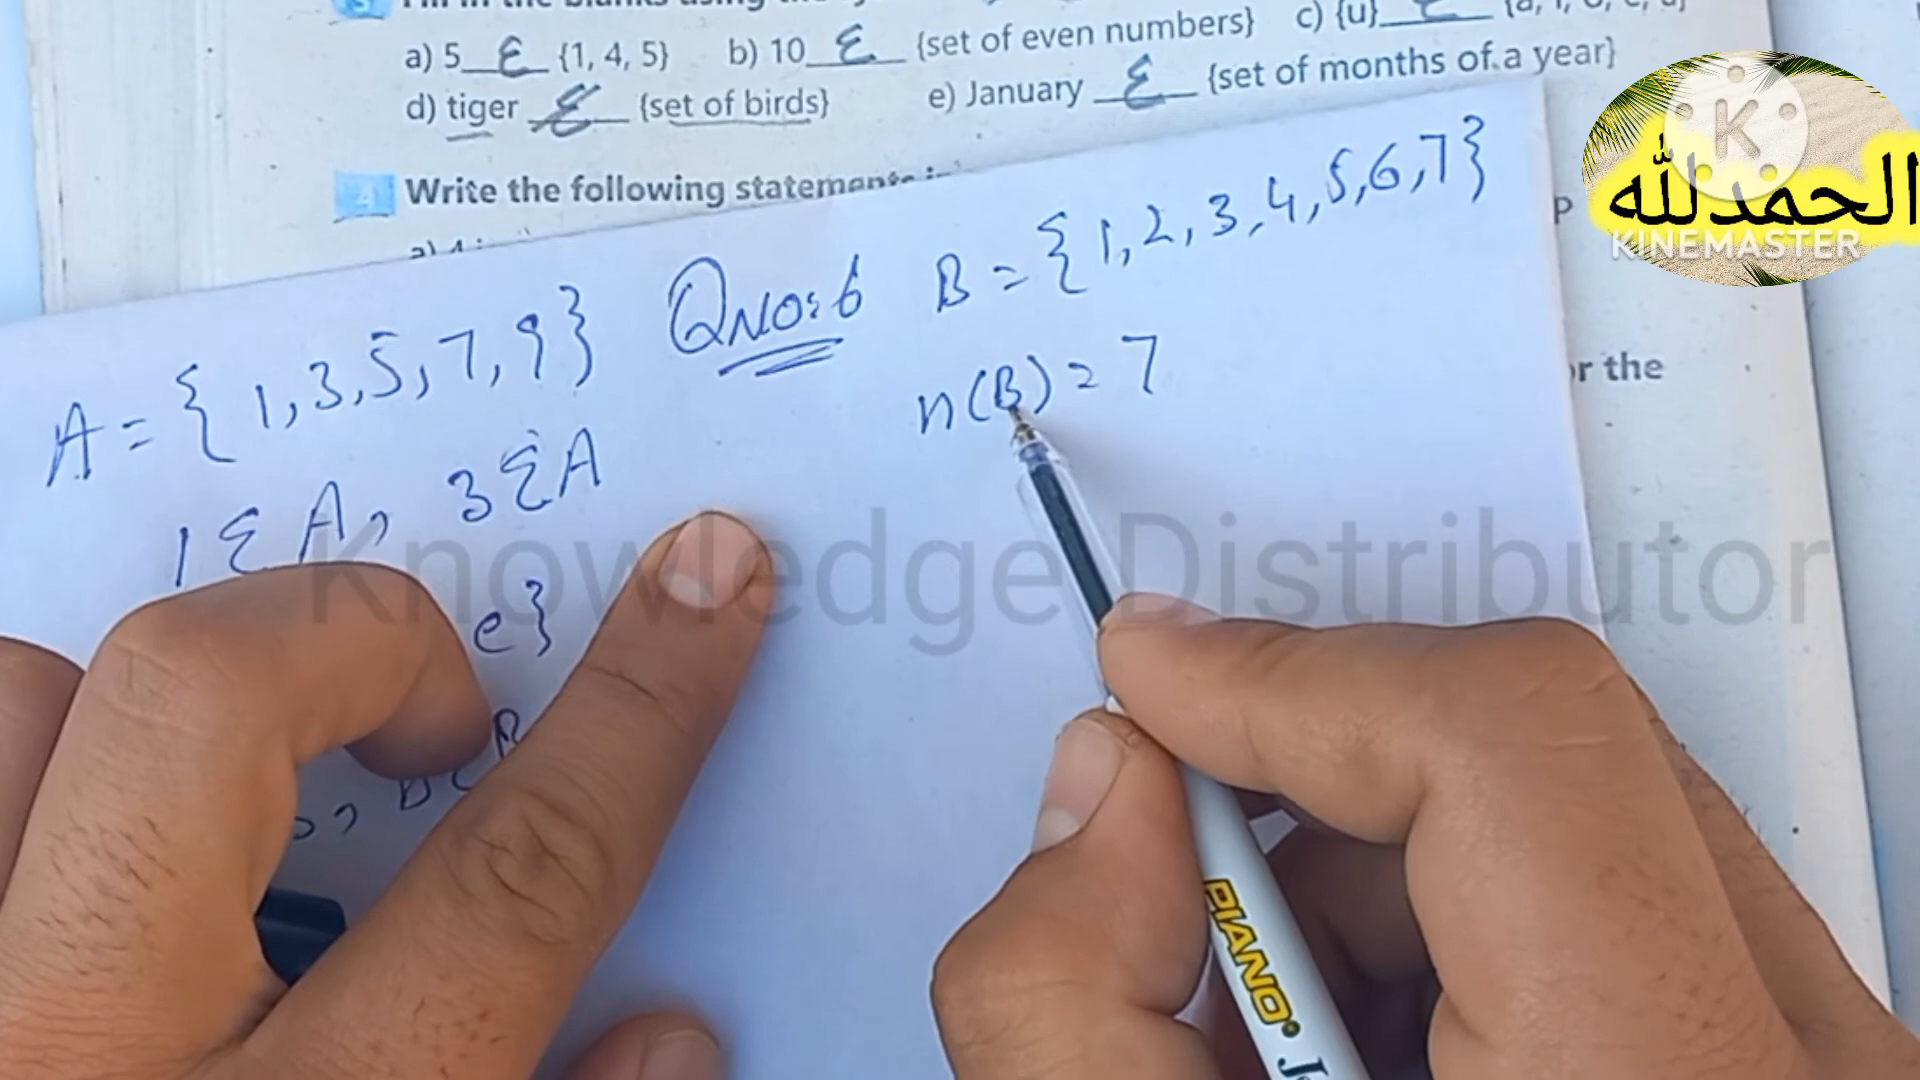 a) 5 ε {1, 4, 5} b) 10 ε {set of even numbers} c) {u}
d) tiger {set of birds} e) January ε {set of months of a year}
4 Write the following statements
الحمدلله
K
KINEMASTER
P
A = { 1, 3, 5, 7, 9 } QNO: 6 B = { 1, 2, 3, 4, 5, 6, 7 }
n(B) = 7
r the
1 ε A, 3 ε A
Knowledge Distributor
e}
PIANO